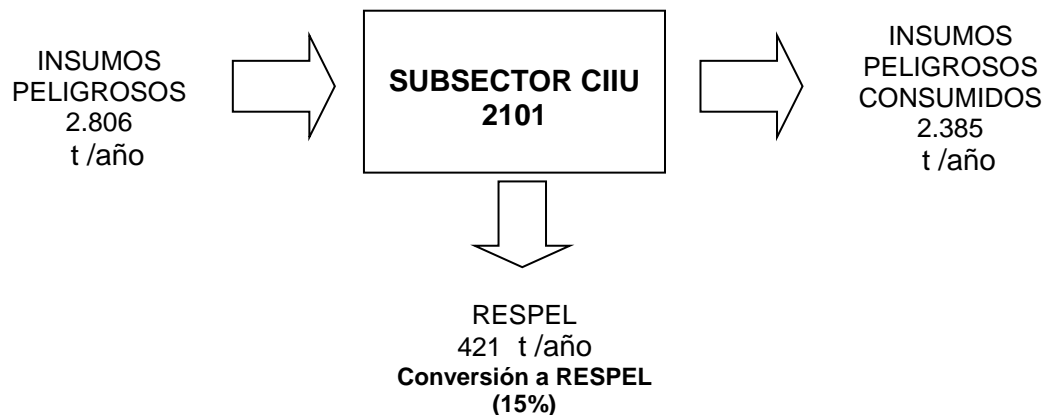 INSUMOS
PELIGROSOS
2.806
t /año
SUBSECTOR CIIU
2101
INSUMOS
PELIGROSOS
CONSUMIDOS
2.385
t /año
RESPEL
421 t /año
Conversión a RESPEL
(15%)